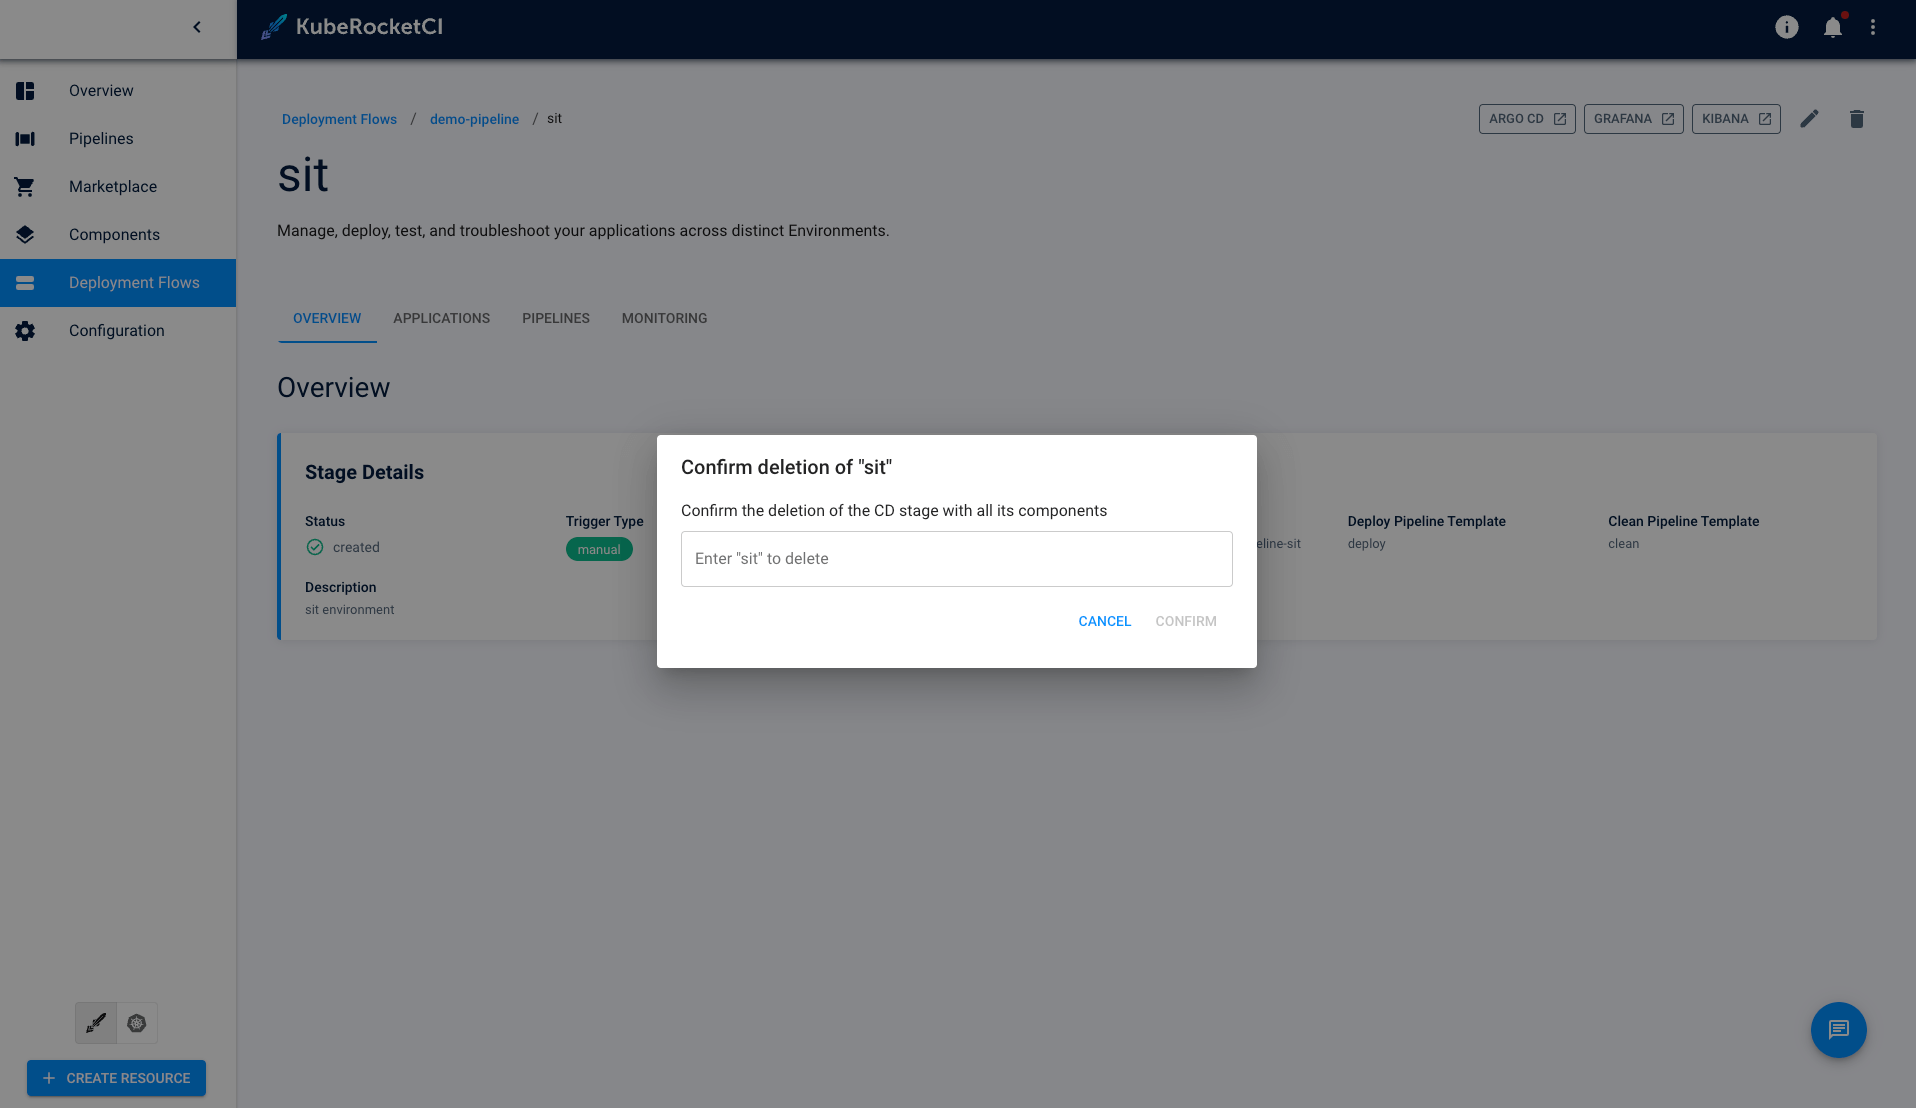 KubeRocketCI
Overview
Pipelines
Marketplace
Components
Deployment Flows
Configuration
CREATE RESOURCE
Deployment Flows / demo-pipeline / sit
ARGO CD
GRAFANA
KIBANA
sit
Manage, deploy, test, and troubleshoot your applications across distinct Environments.
OVERVIEW
APPLICATIONS
PIPELINES
MONITORING
Overview
Stage Details
Status
created
Trigger Type
manual
eline-sit
Deploy Pipeline Template
deploy
Clean Pipeline Template
clean
Description
sit environment
Confirm deletion of "sit"
Confirm the deletion of the CD stage with all its components
Enter "sit" to delete
CANCEL
CONFIRM